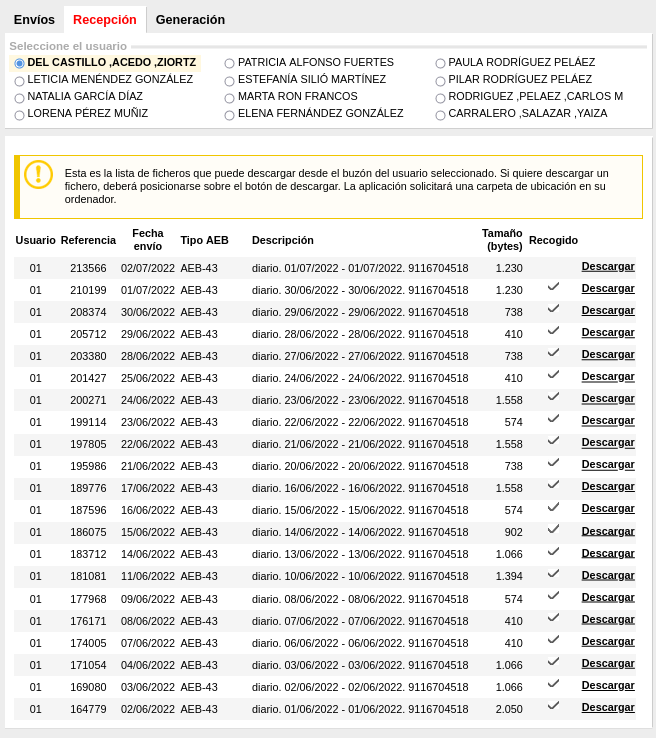 Envíos Recepción Generación
Seleccione el usuario
DEL CASTILLO ,ACEDO ,ZIORTZ PATRICIA ALFONSO FUERTES PAULA RODRÍGUEZ PELÁEZ
LETICIA MENÉNDEZ GONZÁLEZ ESTEFANÍA SILIÓ MARTÍNEZ PILAR RODRÍGUEZ PELÁEZ
NATALIA GARCÍA DÍAZ MARTA RON FRANCOS RODRIGUEZ ,PELAEZ ,CARLOS M
LORENA PÉREZ MUÑIZ ELENA FERNÁNDEZ GONZÁLEZ CARRALERO ,SALAZAR ,YAIZA
Esta es la lista de ficheros que puede descargar desde el buzón del usuario seleccionado. Si quiere descargar un
fichero, deberá posicionarse sobre el botón de descargar. La aplicación solicitará una carpeta de ubicación en su
ordenador.
Usuario Referencia Fecha envío Tipo AEB Descripción Tamaño (bytes) Recogido
01 213566 02/07/2022 AEB-43 diario. 01/07/2022 - 01/07/2022. 9116704518 1.230 Descargar
01 210199 01/07/2022 AEB-43 diario. 30/06/2022 - 30/06/2022. 9116704518 1.230 Descargar
01 208374 30/06/2022 AEB-43 diario. 29/06/2022 - 29/06/2022. 9116704518 738 Descargar
01 205712 29/06/2022 AEB-43 diario. 28/06/2022 - 28/06/2022. 9116704518 410 Descargar
01 203380 28/06/2022 AEB-43 diario. 27/06/2022 - 27/06/2022. 9116704518 738 Descargar
01 201427 25/06/2022 AEB-43 diario. 24/06/2022 - 24/06/2022. 9116704518 410 Descargar
01 200271 24/06/2022 AEB-43 diario. 23/06/2022 - 23/06/2022. 9116704518 1.558 Descargar
01 199114 23/06/2022 AEB-43 diario. 22/06/2022 - 22/06/2022. 9116704518 574 Descargar
01 197805 22/06/2022 AEB-43 diario. 21/06/2022 - 21/06/2022. 9116704518 1.558 Descargar
01 195986 21/06/2022 AEB-43 diario. 20/06/2022 - 20/06/2022. 9116704518 738 Descargar
01 189776 17/06/2022 AEB-43 diario. 16/06/2022 - 16/06/2022. 9116704518 1.558 Descargar
01 187596 16/06/2022 AEB-43 diario. 15/06/2022 - 15/06/2022. 9116704518 574 Descargar
01 186075 15/06/2022 AEB-43 diario. 14/06/2022 - 14/06/2022. 9116704518 902 Descargar
01 183712 14/06/2022 AEB-43 diario. 13/06/2022 - 13/06/2022. 9116704518 1.066 Descargar
01 181081 11/06/2022 AEB-43 diario. 10/06/2022 - 10/06/2022. 9116704518 1.394 Descargar
01 177968 09/06/2022 AEB-43 diario. 08/06/2022 - 08/06/2022. 9116704518 574 Descargar
01 176171 08/06/2022 AEB-43 diario. 07/06/2022 - 07/06/2022. 9116704518 410 Descargar
01 174005 07/06/2022 AEB-43 diario. 06/06/2022 - 06/06/2022. 9116704518 410 Descargar
01 171054 04/06/2022 AEB-43 diario. 03/06/2022 - 03/06/2022. 9116704518 1.066 Descargar
01 169080 03/06/2022 AEB-43 diario. 02/06/2022 - 02/06/2022. 9116704518 1.066 Descargar
01 164779 02/06/2022 AEB-43 diario. 01/06/2022 - 01/06/2022. 9116704518 2.050 Descargar